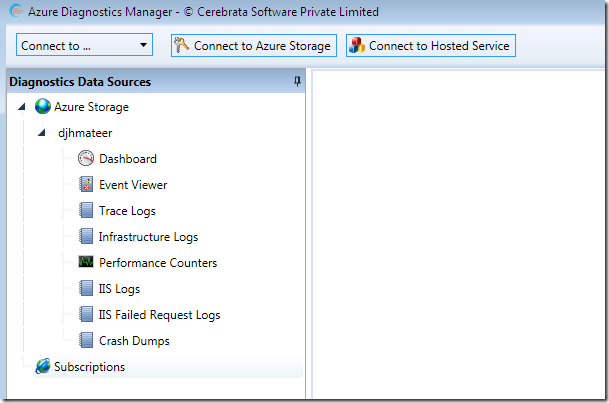 Azure Diagnostics Manager - © Cerebrata Software Private Limited
Connect to ... Connect to Azure Storage Connect to Hosted Service
Diagnostics Data Sources
Azure Storage
djhmateer
Dashboard
Event Viewer
Trace Logs
Infrastructure Logs
Performance Counters
IIS Logs
IIS Failed Request Logs
Crash Dumps
Subscriptions